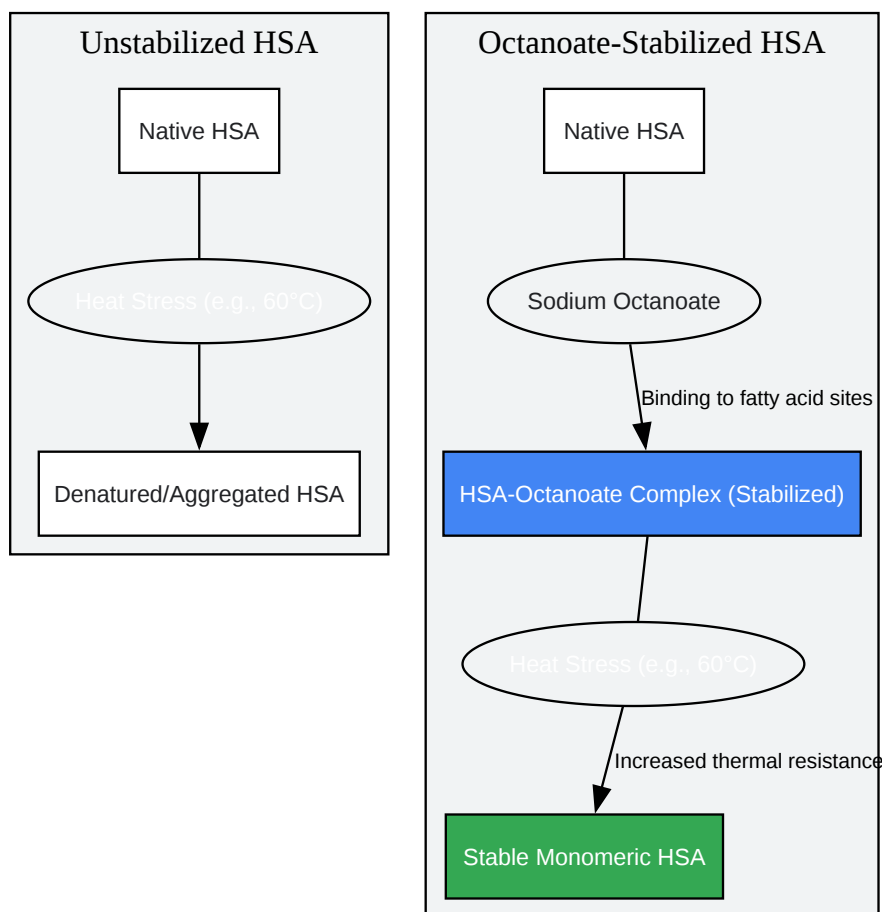 Unstabilized HSA
Native HSA
Heat Stress (e.g., 60°C)
Denatured/Aggregated HSA
Octanoate-Stabilized HSA
Native HSA
Sodium Octanoate
Binding to fatty acid sites
HSA-Octanoate Complex (Stabilized)
Heat Stress (e.g., 60°C)
Increased thermal resistance
Stable Monomeric HSA